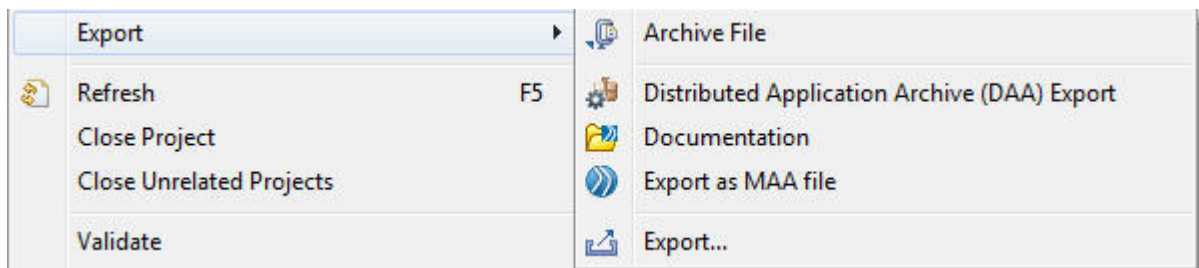 Export
Refresh F5
Close Project
Close Unrelated Projects
Validate
Archive File
Distributed Application Archive (DAA) Export
Documentation
Export as MAA file
Export...